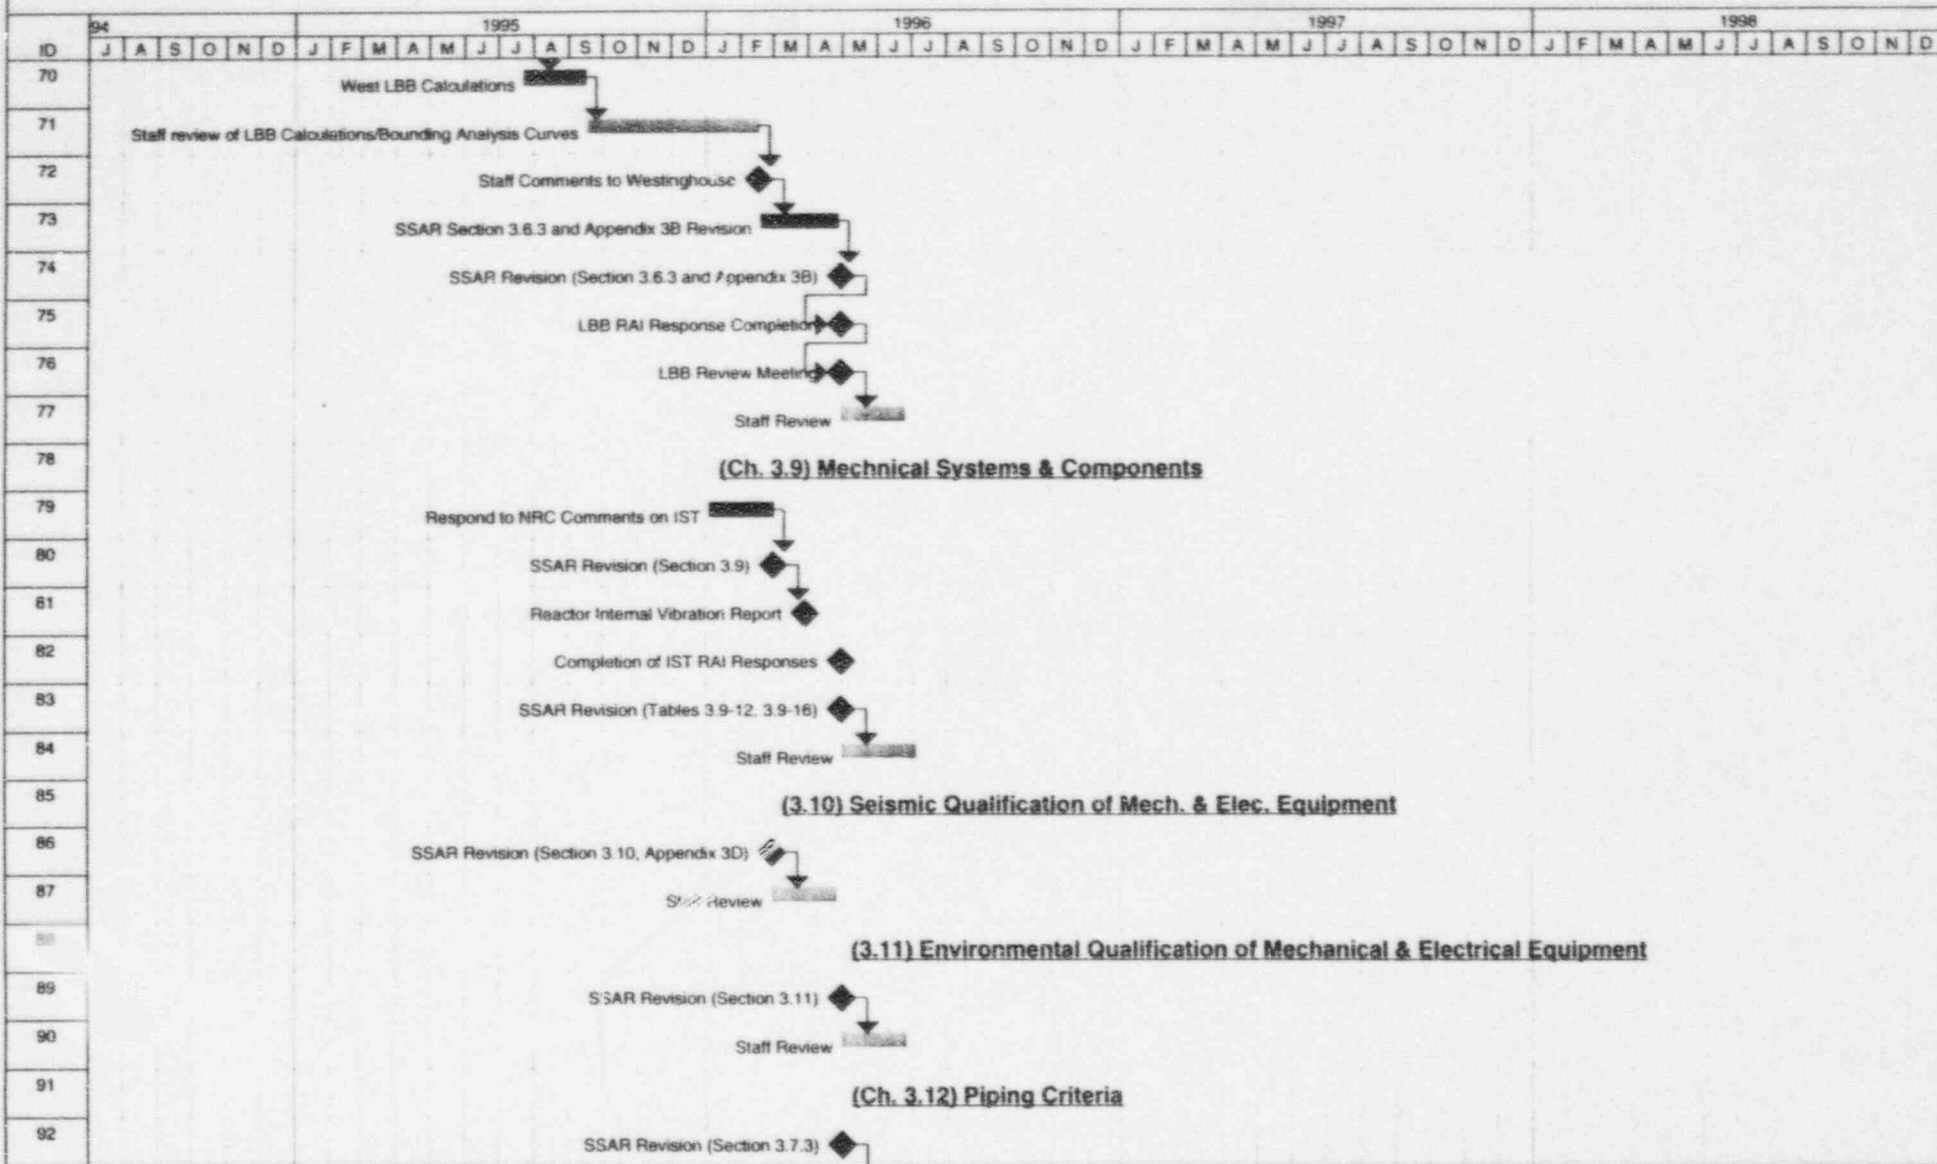 94 1995 1996 1997 1998
ID J A S O N D J F M A M J J A S O N D J F M A M J J A S O N D J F M A M J J A S O N D J F M A M J J A S O N D
70 West LBB Calculations
71 Staff review of LBB Calculations/Bounding Analysis Curves
72 Staff Comments to Westinghouse
73 SSAR Section 3.6.3 and Appendix 3B Revision
74 SSAR Revision (Section 3.6.3 and Appendix 3B)
75 LBB RAI Response Completion
76 LBB Review Meeting
77 Staff Review
78 (Ch. 3.9) Mechnical Systems & Components
79 Respond to NRC Comments on IST
80 SSAR Revision (Section 3.9)
81 Reactor Internal Vibration Report
82 Completion of IST RAI Responses
83 SSAR Revision (Tables 3.9-12, 3.9-16)
84 Staff Review
85 (3.10) Seismic Qualification of Mech. & Elec. Equipment
86 SSAR Revision (Section 3.10, Appendix 3D)
87 Staff Review
88 (3.11) Environmental Qualification of Mechanical & Electrical Equipment
89 SSAR Revision (Section 3.11)
90 Staff Review
91 (Ch. 3.12) Piping Criteria
92 SSAR Revision (Section 3.7.3)